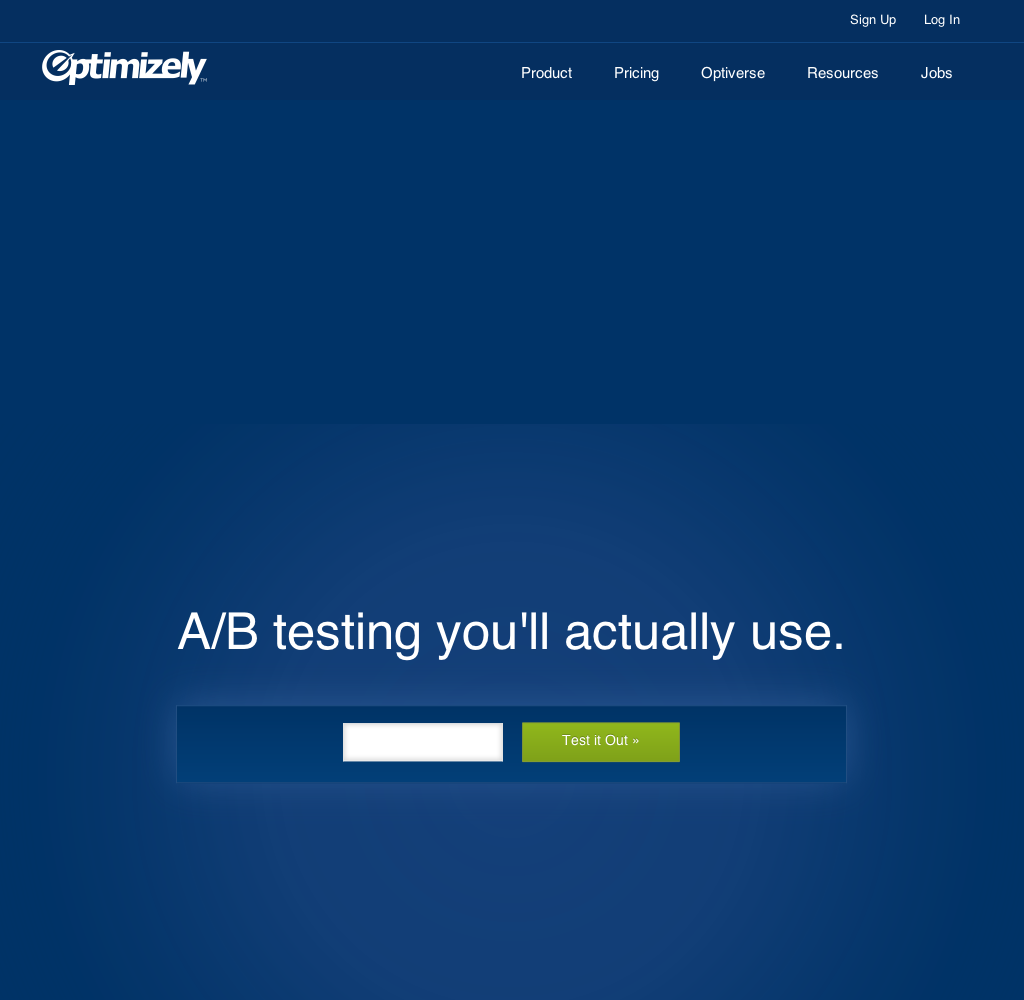 Sign Up Log In
Optimizely™
Product Pricing Optiverse Resources Jobs
A/B testing you'll actually use.
Test it Out »